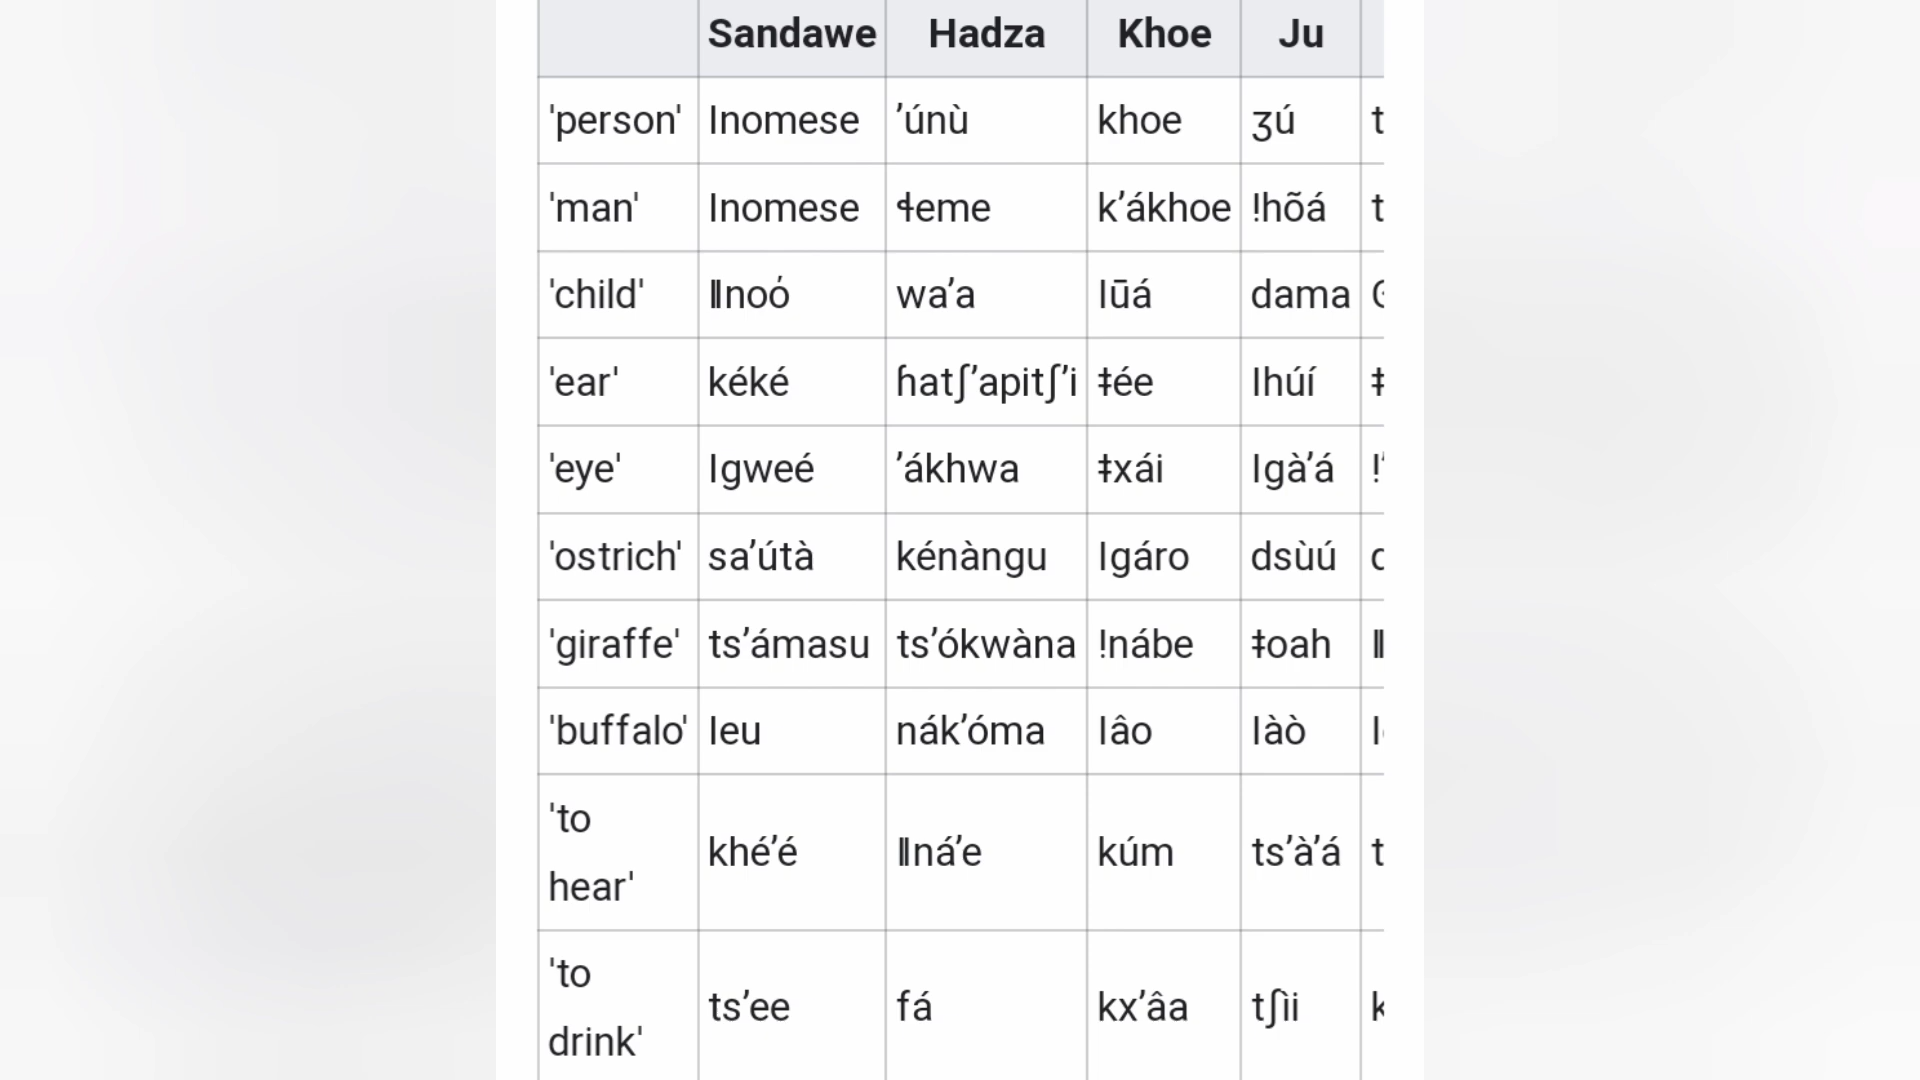 Sandawe Hadza Khoe Ju
'person' Inomese ʼúnù khoe ʒú
'man' Inomese ɬeme kʼákhoe !hõá
'child' ǁnoó waʼa Iūá dama
'ear' kéké ɦatʃʼapitʃʼi ǂée Ihúí
'eye' Igweé ʼákhwa ǂxái Igàʼá
'ostrich' saʼútà kénàngu Igáro dsùú
'giraffe' tsʼámasu tsʼókwàna !nábe ǂoah
'buffalo' Ieu nákʼóma Iâo Iàò
'to
hear' khéʼé ǁnáʼe kúm tsʼàʼá
'to
drink' tsʼee fá kxʼâa tʃìi